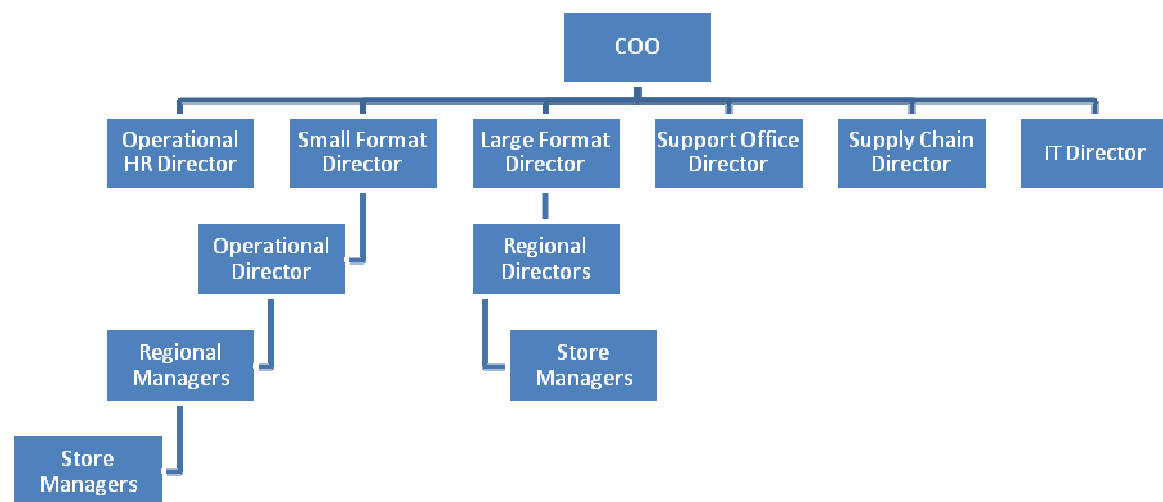 COO
Operational
HR Director
Small Format
Director
Large Format
Director
Support Office
Director
Supply Chain
Director
IT Director
Operational
Director
Regional
Directors
Regional
Managers
Store
Managers
Store
Managers